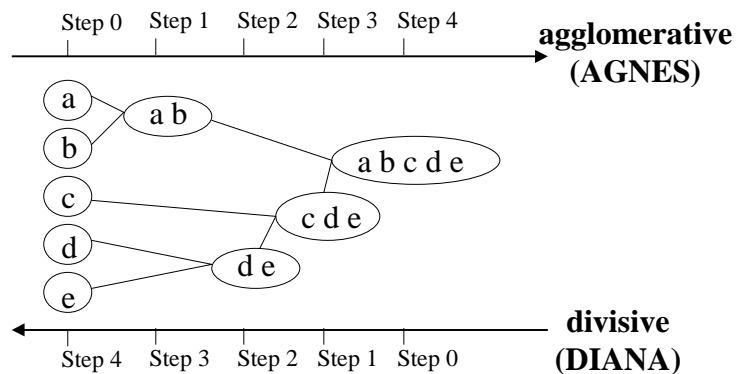 Step 0 Step 1 Step 2 Step 3 Step 4
agglomerative
(AGNES)
a
a b
b
a b c d e
c
c d e
d
d e
e
divisive
(DIANA)
Step 4 Step 3 Step 2 Step 1 Step 0